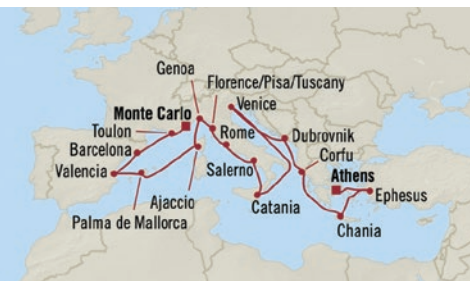 Genoa
Florence/Pisa/Tuscany
Venice
Monte Carlo
Toulon
Rome
Dubrovnik
Barcelona
Corfu
Valencia
Salerno
Athens
Ephesus
Ajaccio
Catania
Palma de Mallorca
Chania